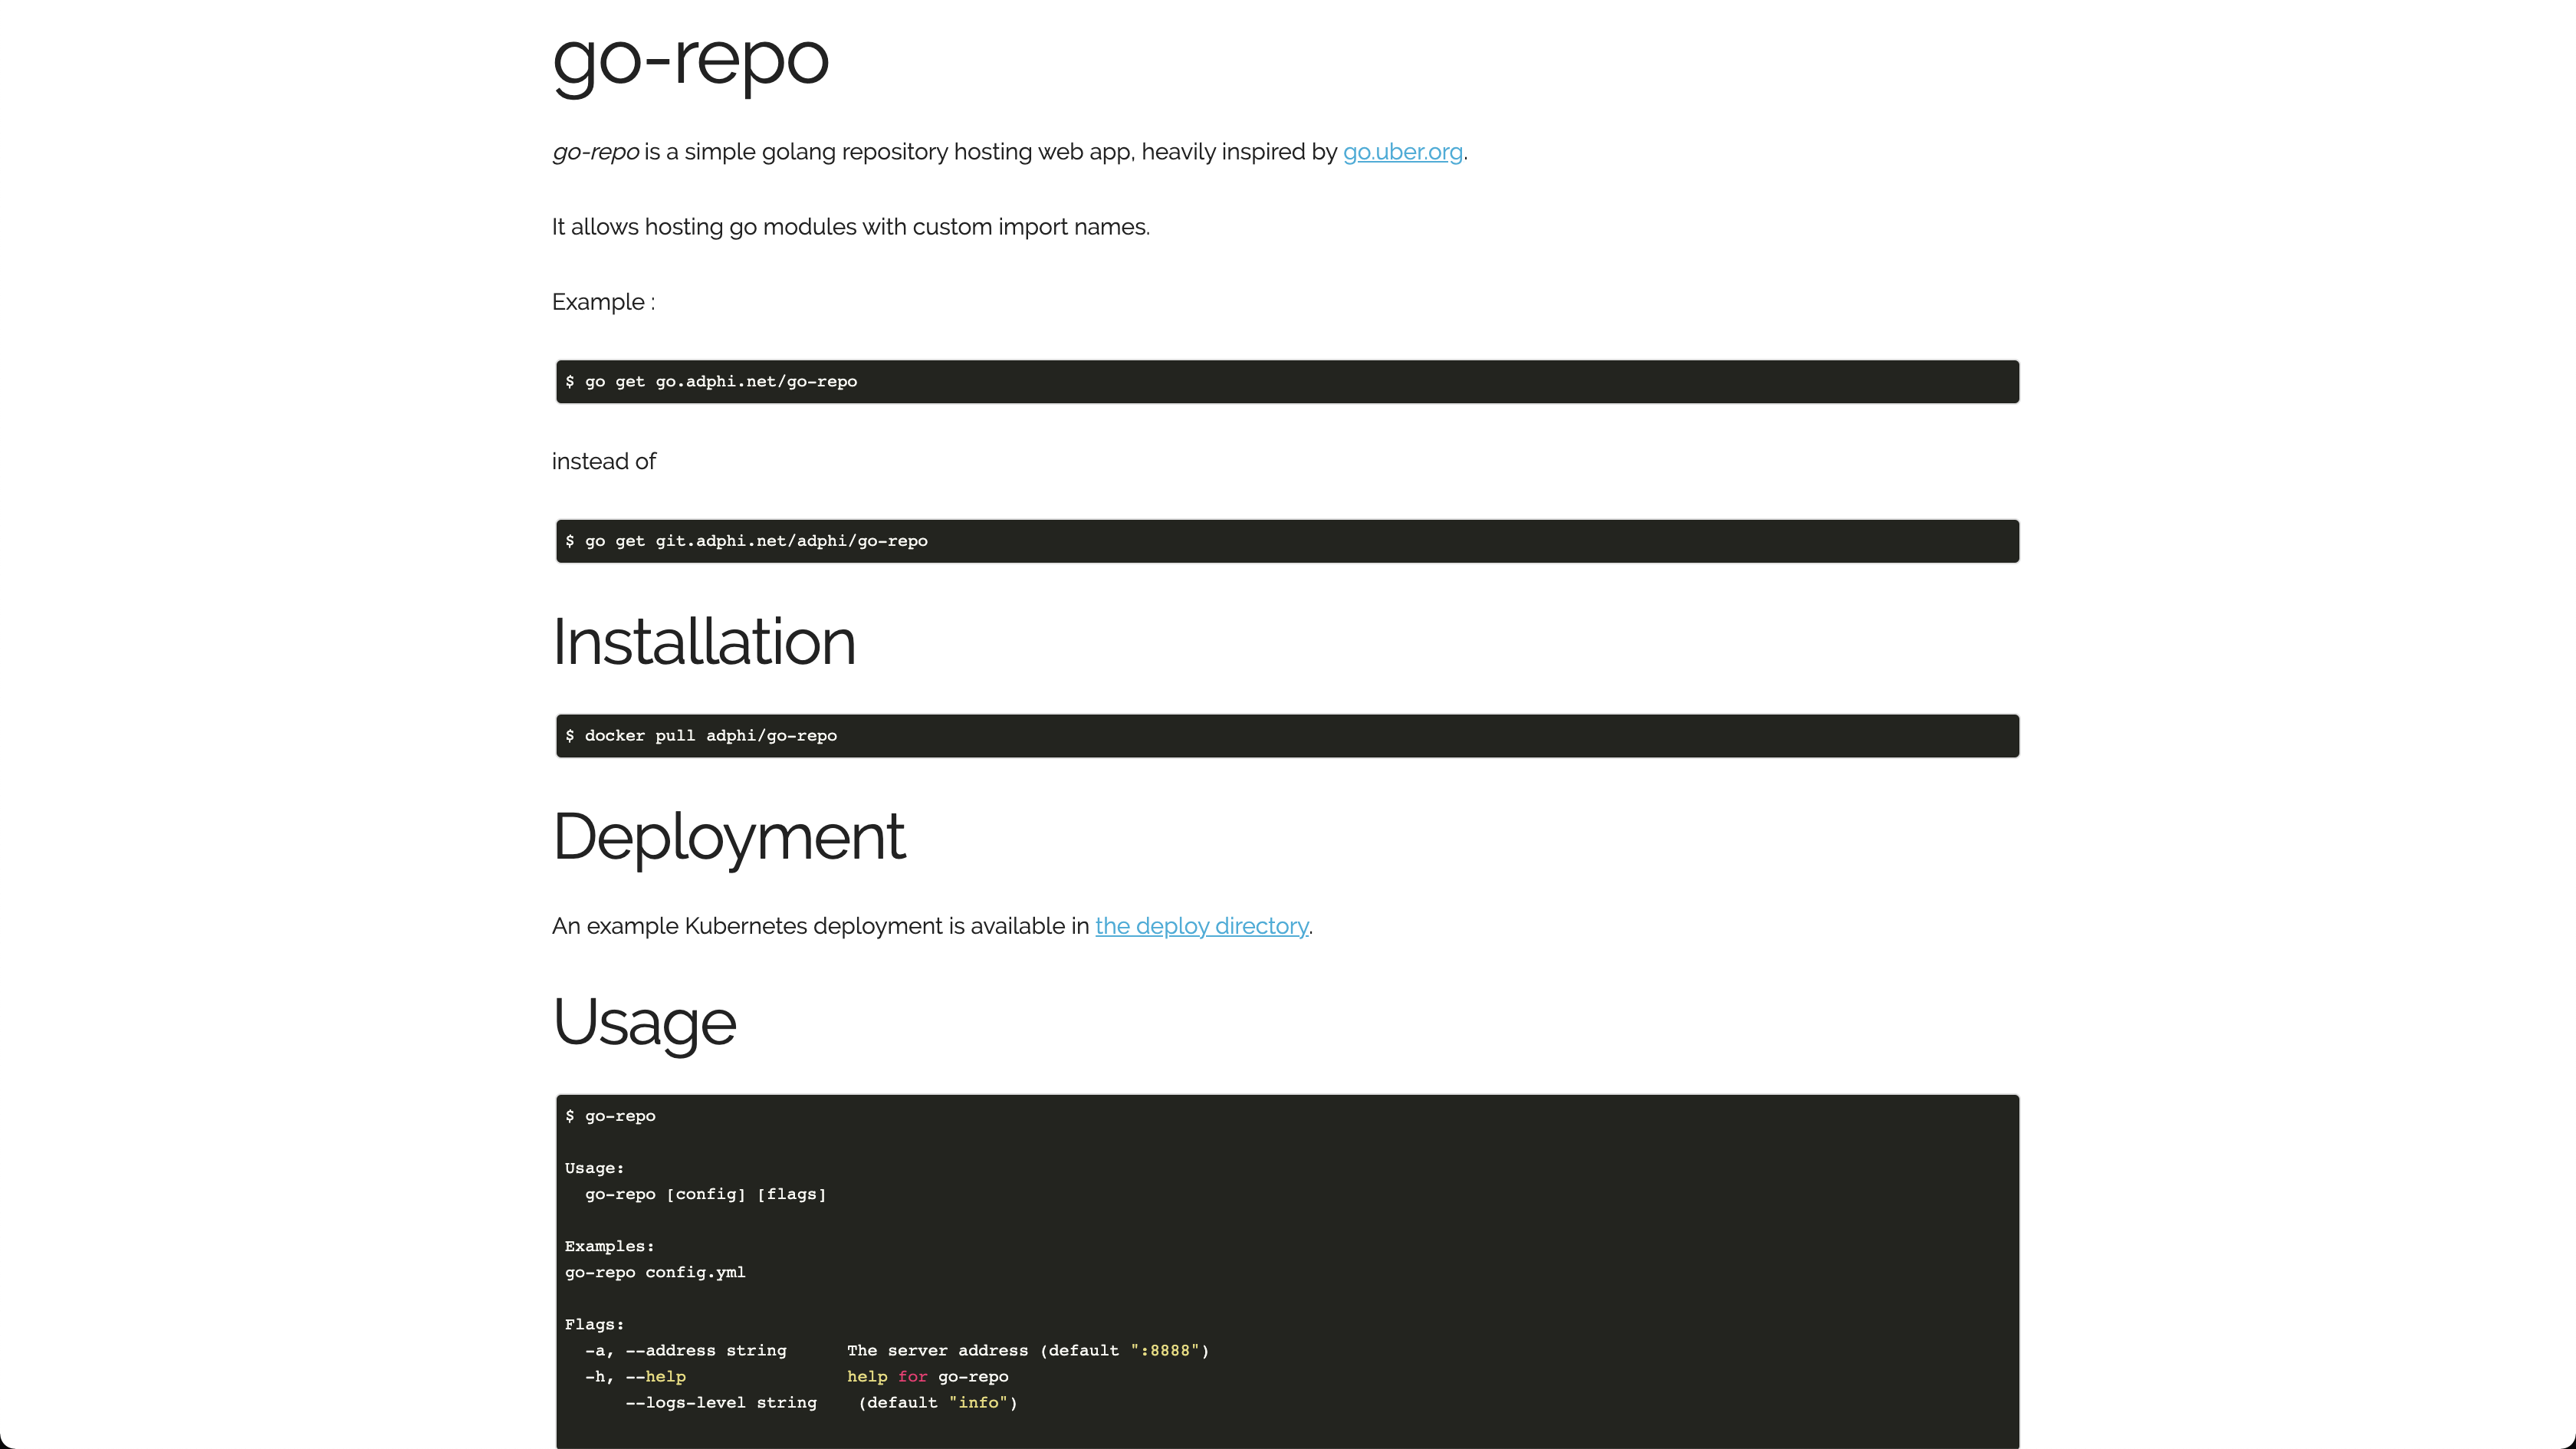 go-repo
go-repo is a simple golang repository hosting web app, heavily inspired by go.uber.org.
It allows hosting go modules with custom import names.
Example :
$ go get go.adphi.net/go-repo
instead of
$ go get git.adphi.net/adphi/go-repo
Installation
$ docker pull adphi/go-repo
Deployment
An example Kubernetes deployment is available in the deploy directory.
Usage
$ go-repo
Usage:
  go-repo [config] [flags]
Examples:
go-repo config.yml
Flags:
  -a, --address string      The server address (default ":8888")
  -h, --help                help for go-repo
      --logs-level string    (default "info")